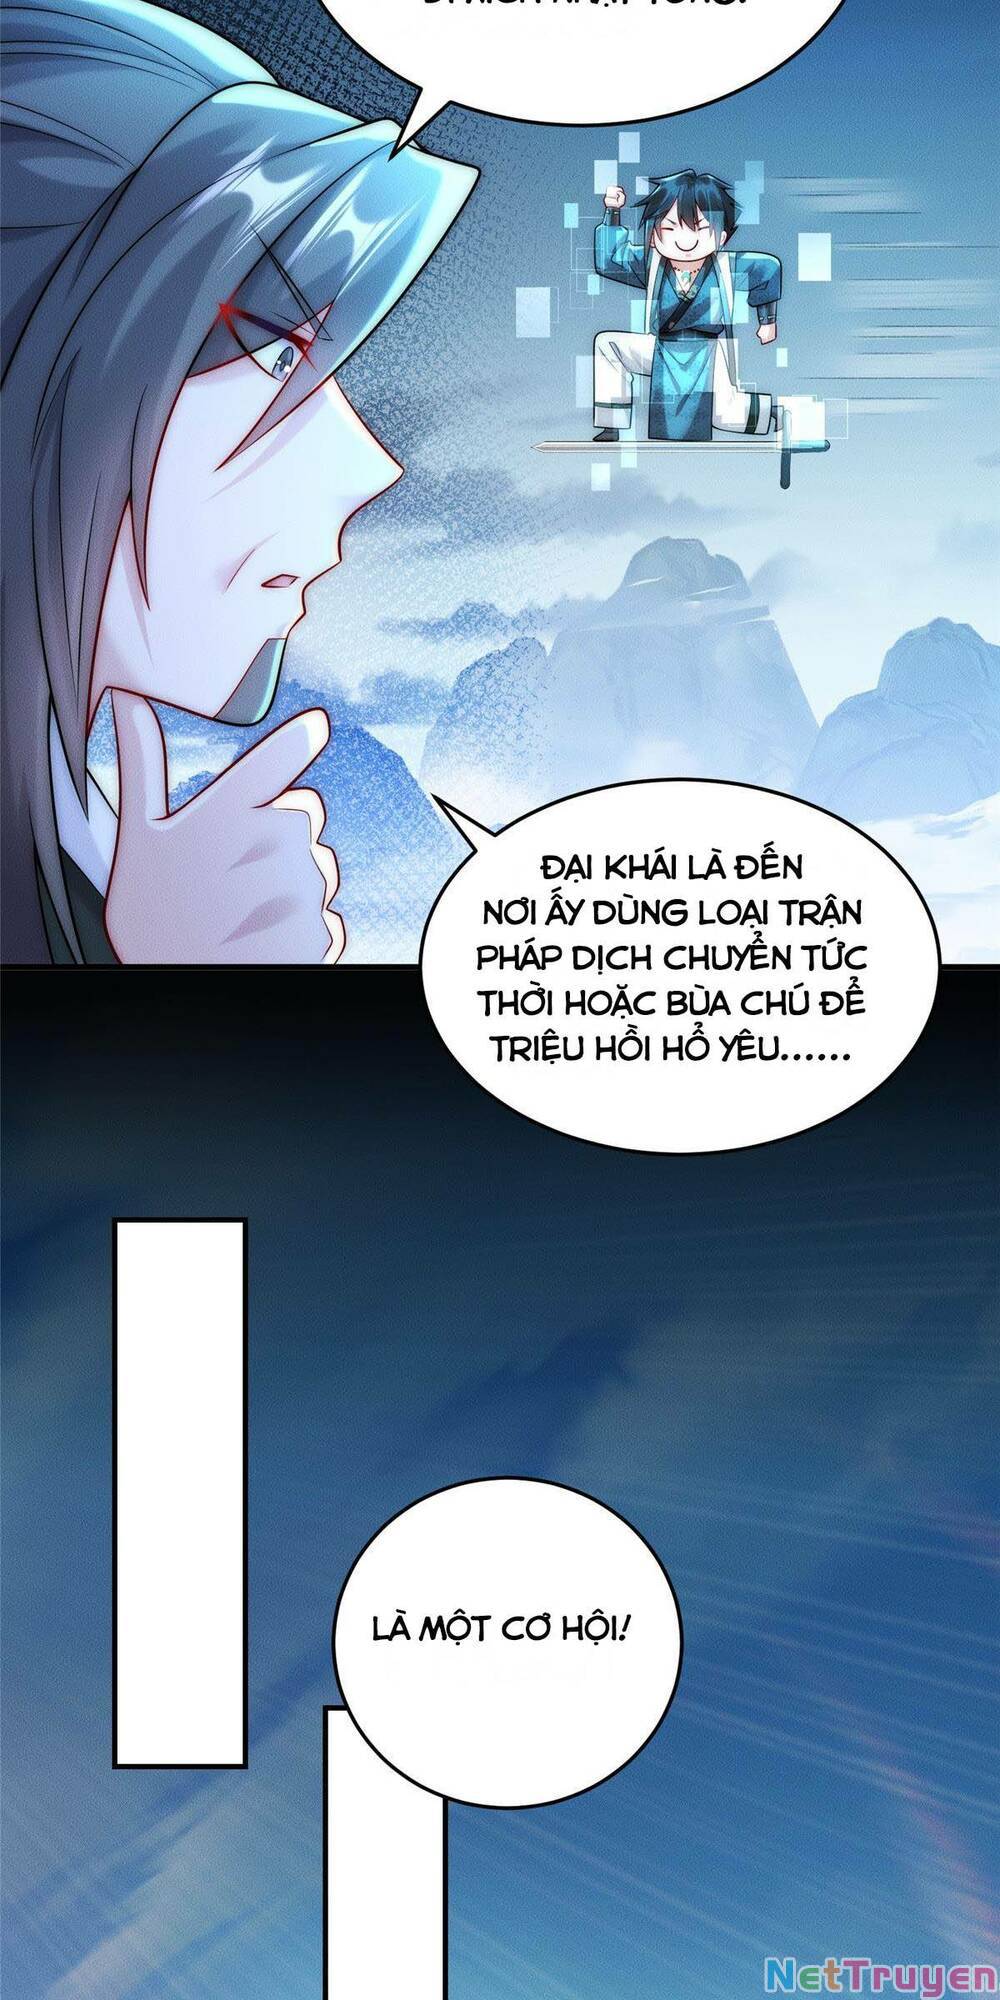 ĐẠI KHÁI LÀ ĐẾN
NƠI ẤY DÙNG LOẠI TRẬN
PHÁP DỊCH CHUYỂN TỨC
THỜI HOẶC BÙA CHÚ ĐỂ
TRIỆU HỒI HỔ YÊU......
LÀ MỘT CƠ HỘI!
NetTruyen